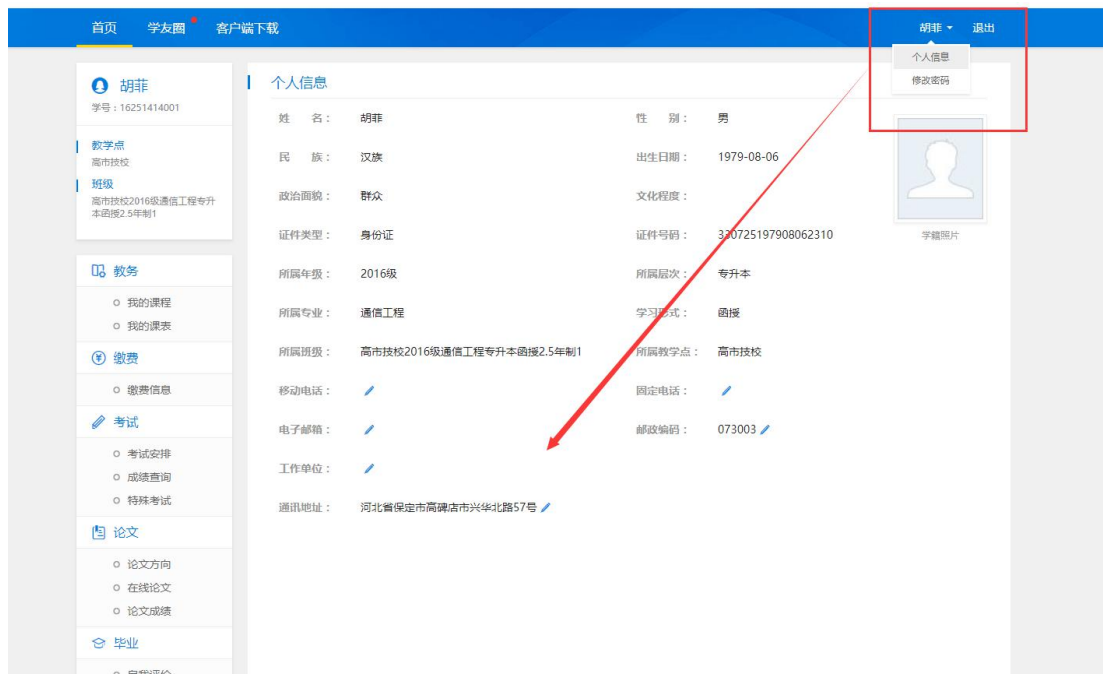 首页 学友圈 客户端下载 胡菲 退出
个人信息
修改密码
胡菲
学号：16251414001
教学点
高市技校
班级
高市技校2016级通信工程专升
本函授2.5年制1
教务
我的课程
我的课表
缴费
缴费信息
考试
考试安排
成绩查询
特殊考试
论文
论文方向
在线论文
论文成绩
毕业
自我评价
个人信息
姓 名： 胡菲 性 别： 男
民 族： 汉族 出生日期： 1979-08-06
政治面貌： 群众 文化程度：
证件类型： 身份证 证件号码： 330725197908062310
学籍照片
所属年级： 2016级 所属层次： 专升本
所属专业： 通信工程 学习形式： 函授
所属班级： 高市技校2016级通信工程专升本函授2.5年制1 所属教学点： 高市技校
移动电话： 固定电话：
电子邮箱： 邮政编码： 073003
工作单位：
通讯地址： 河北省保定市高碑店市兴华北路57号